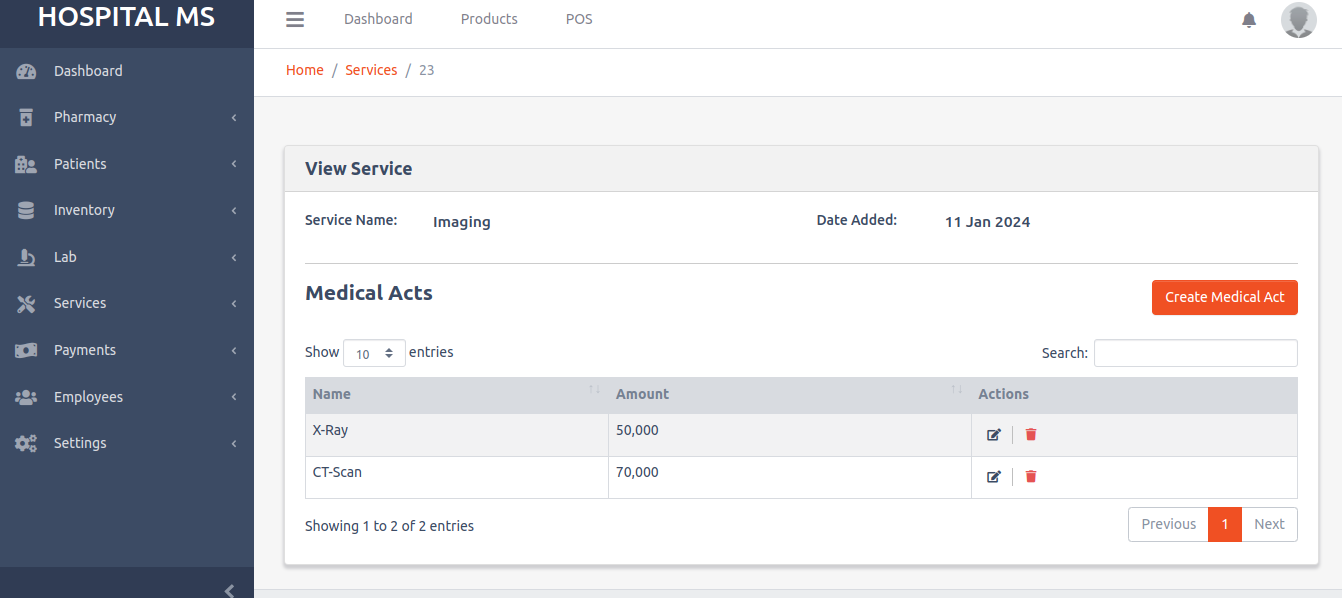 HOSPITAL MS
Dashboard Products POS
Home / Services / 23
Dashboard
Pharmacy
Patients
Inventory
Lab
Services
Payments
Employees
Settings
View Service
Service Name: Imaging Date Added: 11 Jan 2024
Medical Acts
Create Medical Act
Show 10 entries Search:
Name Amount Actions
X-Ray 50,000
CT-Scan 70,000
Showing 1 to 2 of 2 entries
Previous 1 Next